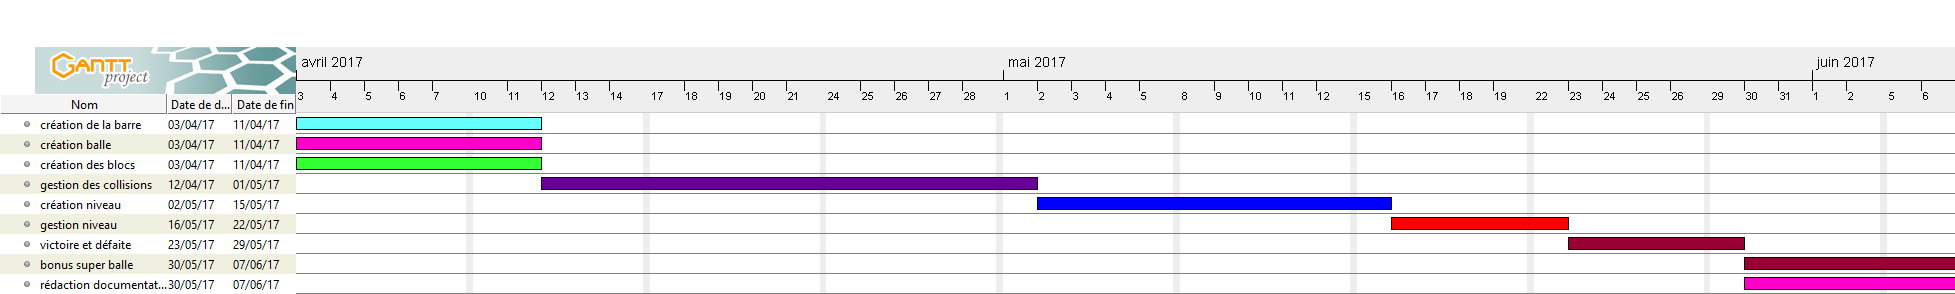 GANTT project
avril 2017 mai 2017 juin 2017
3 4 5 6 7 10 11 12 13 14 17 18 19 20 21 24 25 26 27 28 1 2 3 4 5 8 9 10 11 12 15 16 17 18 19 22 23 24 25 26 29 30 31 1 2 5 6
Nom Date de d... Date de fin
création de la barre 03/04/17 11/04/17
création balle 03/04/17 11/04/17
création des blocs 03/04/17 11/04/17
gestion des collisions 12/04/17 01/05/17
création niveau 02/05/17 15/05/17
gestion niveau 16/05/17 22/05/17
victoire et défaite 23/05/17 29/05/17
bonus super balle 30/05/17 07/06/17
rédaction documentat... 30/05/17 07/06/17